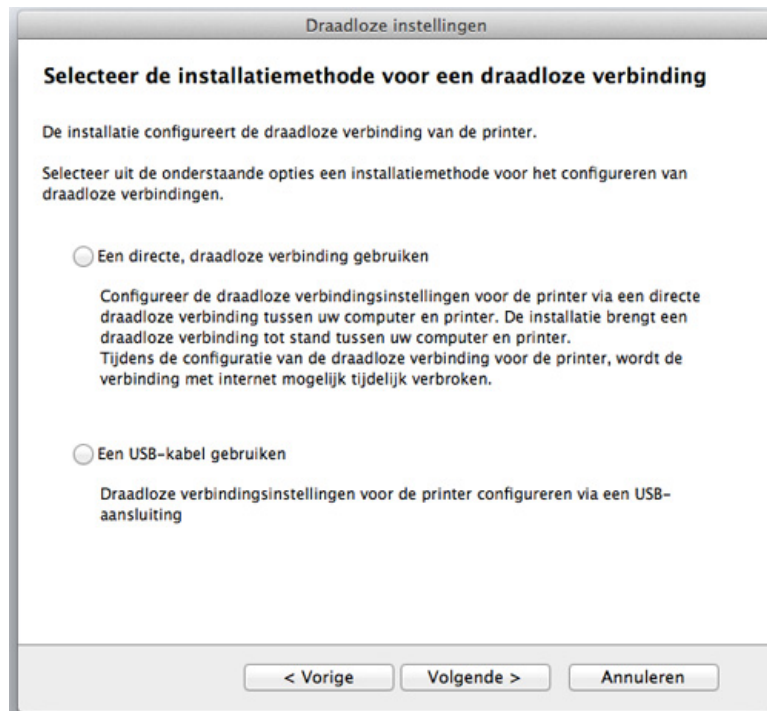 Draadloze instellingen
Selecteer de installatiemethode voor een draadloze verbinding
De installatie configureert de draadloze verbinding van de printer.
Selecteer uit de onderstaande opties een installatiemethode voor het configureren van
draadloze verbindingen.
Een directe, draadloze verbinding gebruiken
Configureer de draadloze verbindingsinstellingen voor de printer via een directe
draadloze verbinding tussen uw computer en printer. De installatie brengt een
draadloze verbinding tot stand tussen uw computer en printer.
Tijdens de configuratie van de draadloze verbinding voor de printer, wordt de
verbinding met internet mogelijk tijdelijk verbroken.
Een USB-kabel gebruiken
Draadloze verbindingsinstellingen voor de printer configureren via een USB-
aansluiting
< Vorige Volgende > Annuleren